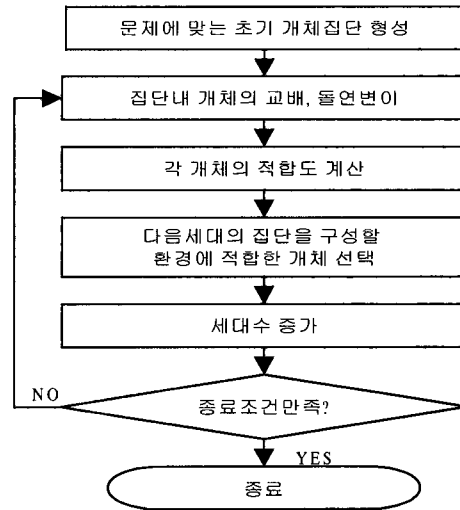 문제에 맞는 초기 개체집단 형성
집단내 개체의 교배, 돌연변이
각 개체의 적합도 계산
다음세대의 집단을 구성할
환경에 적합한 개체 선택
세대수 증가
NO
종료조건만족?
YES
종료